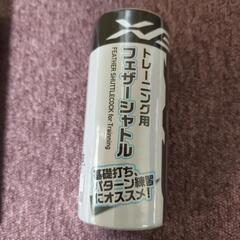 トレーニング用
フェザーシャトル
FEATHER SHUTTLECOCK for Trainning
基礎打ち、
パターン練習
にオススメ!